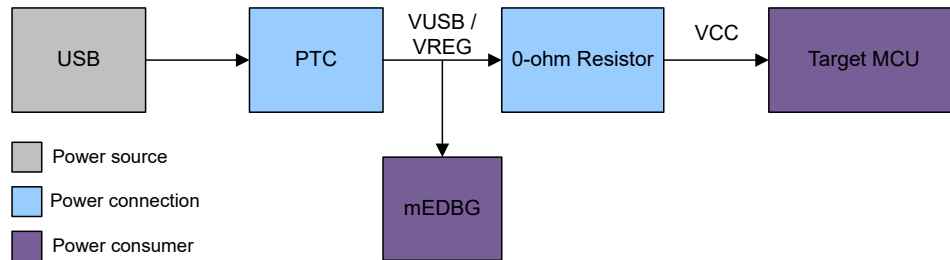 USB
PTC
VUSB /
VREG
0-ohm Resistor
VCC
Target MCU
mEDBG
Power source
Power connection
Power consumer